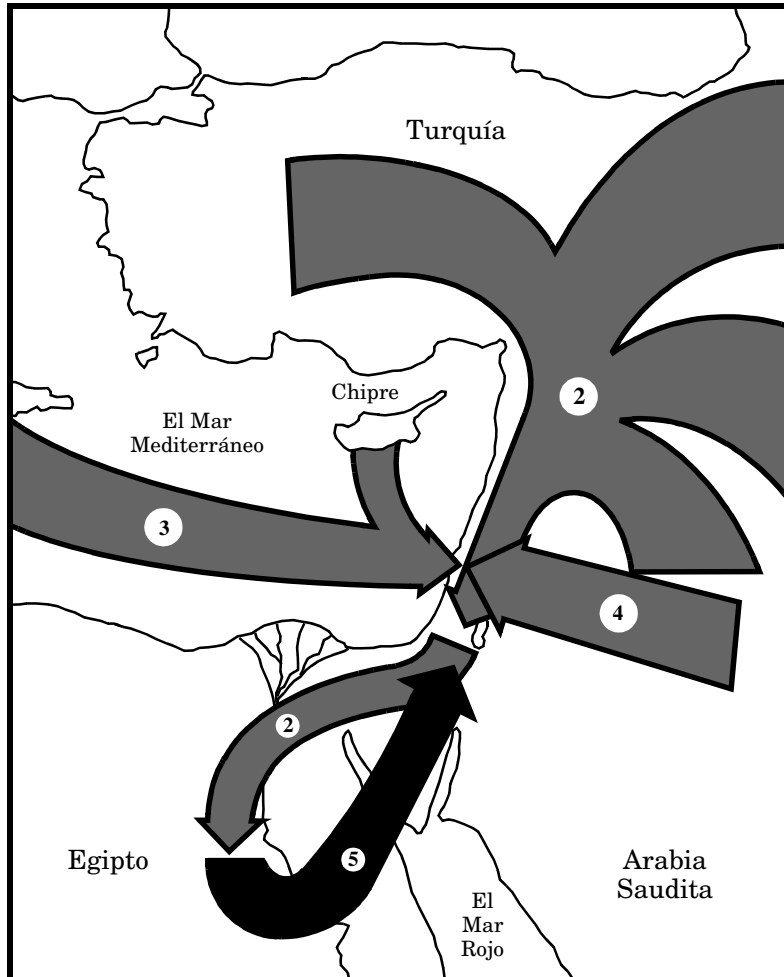 Turquía
2
Chipre
El Mar
Mediterráneo
3
4
2
5
Egipto
Arabia
Saudita
El
Mar
Rojo